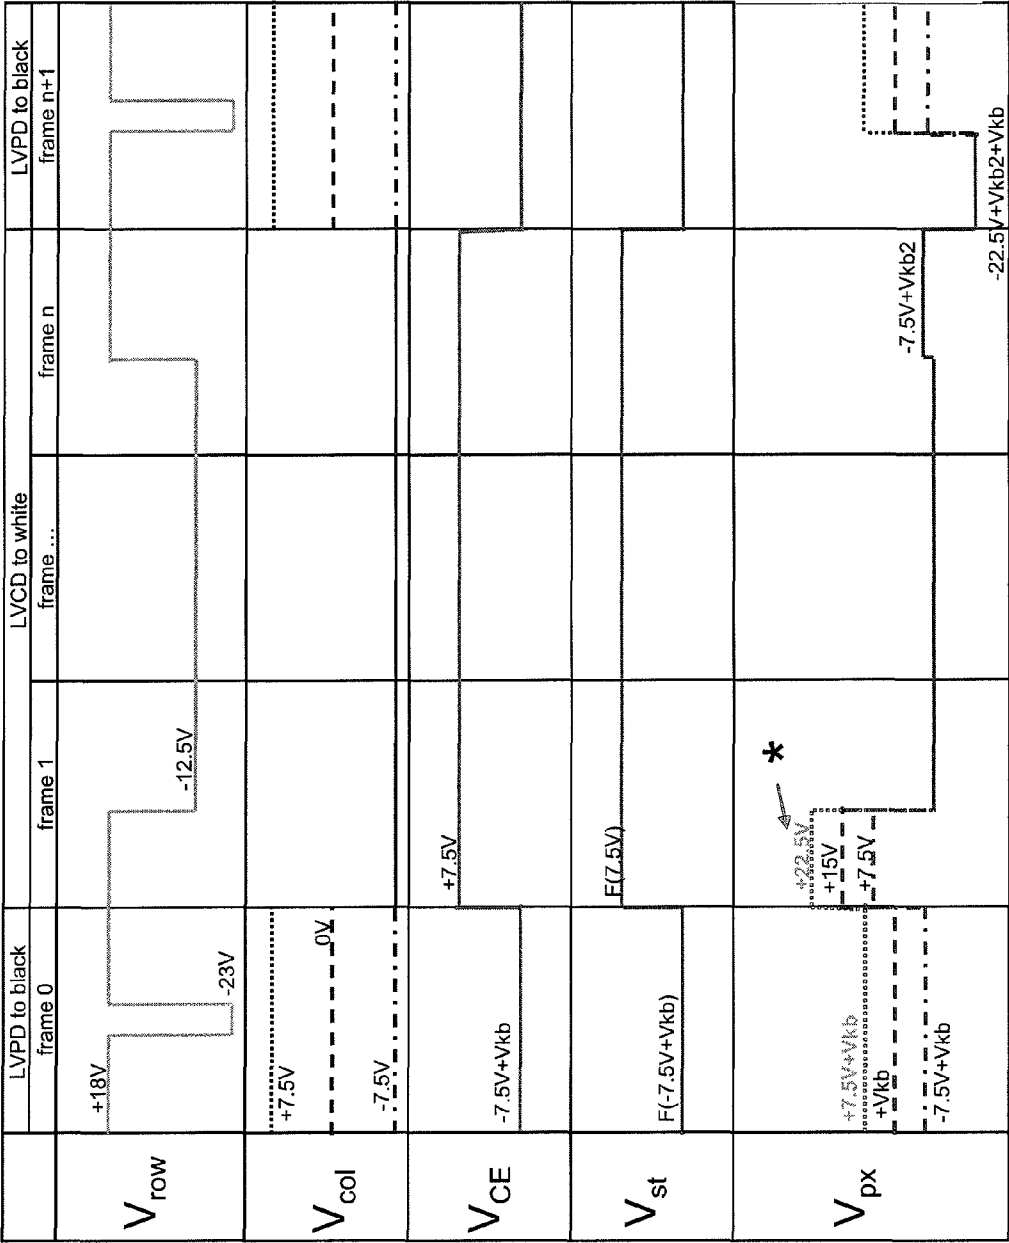 LVPD to black
LVCD to white
LVPD to black
frame 0
frame 1
frame ...
frame n
frame n+1
Vrow
+18V
-23V
-12.5V
Vcol
+7.5V
0V
-7.5V
VCE
-7.5V+Vkb
+7.5V
Vst
F(-7.5V+Vkb)
F(7.5V)
Vpx
+7.5V+Vkb
+Vkb
-7.5V+Vkb
+22.5V
+15V
+7.5V
*
-7.5V+Vkb2
-22.5V+Vkb2+Vkb